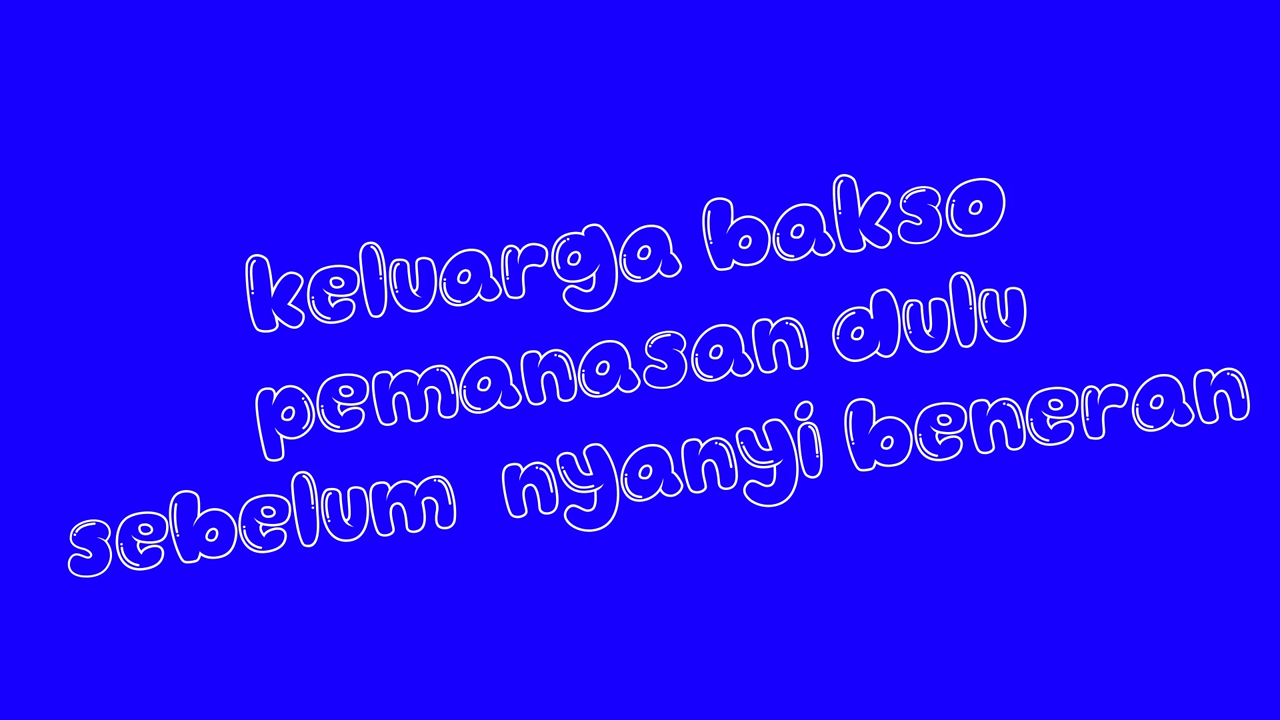 keluarga bakso
pemanasan dulu
sebelum nyanyi beneran